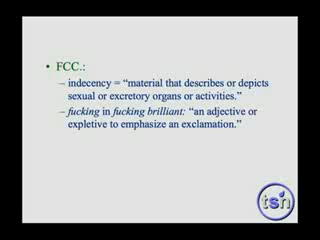 • FCC.:
– indecency = “material that describes or depicts
sexual or excretory organs or activities.”
– fucking in fucking brilliant: “an adjective or
expletive to emphasize an exclamation.”
tsn